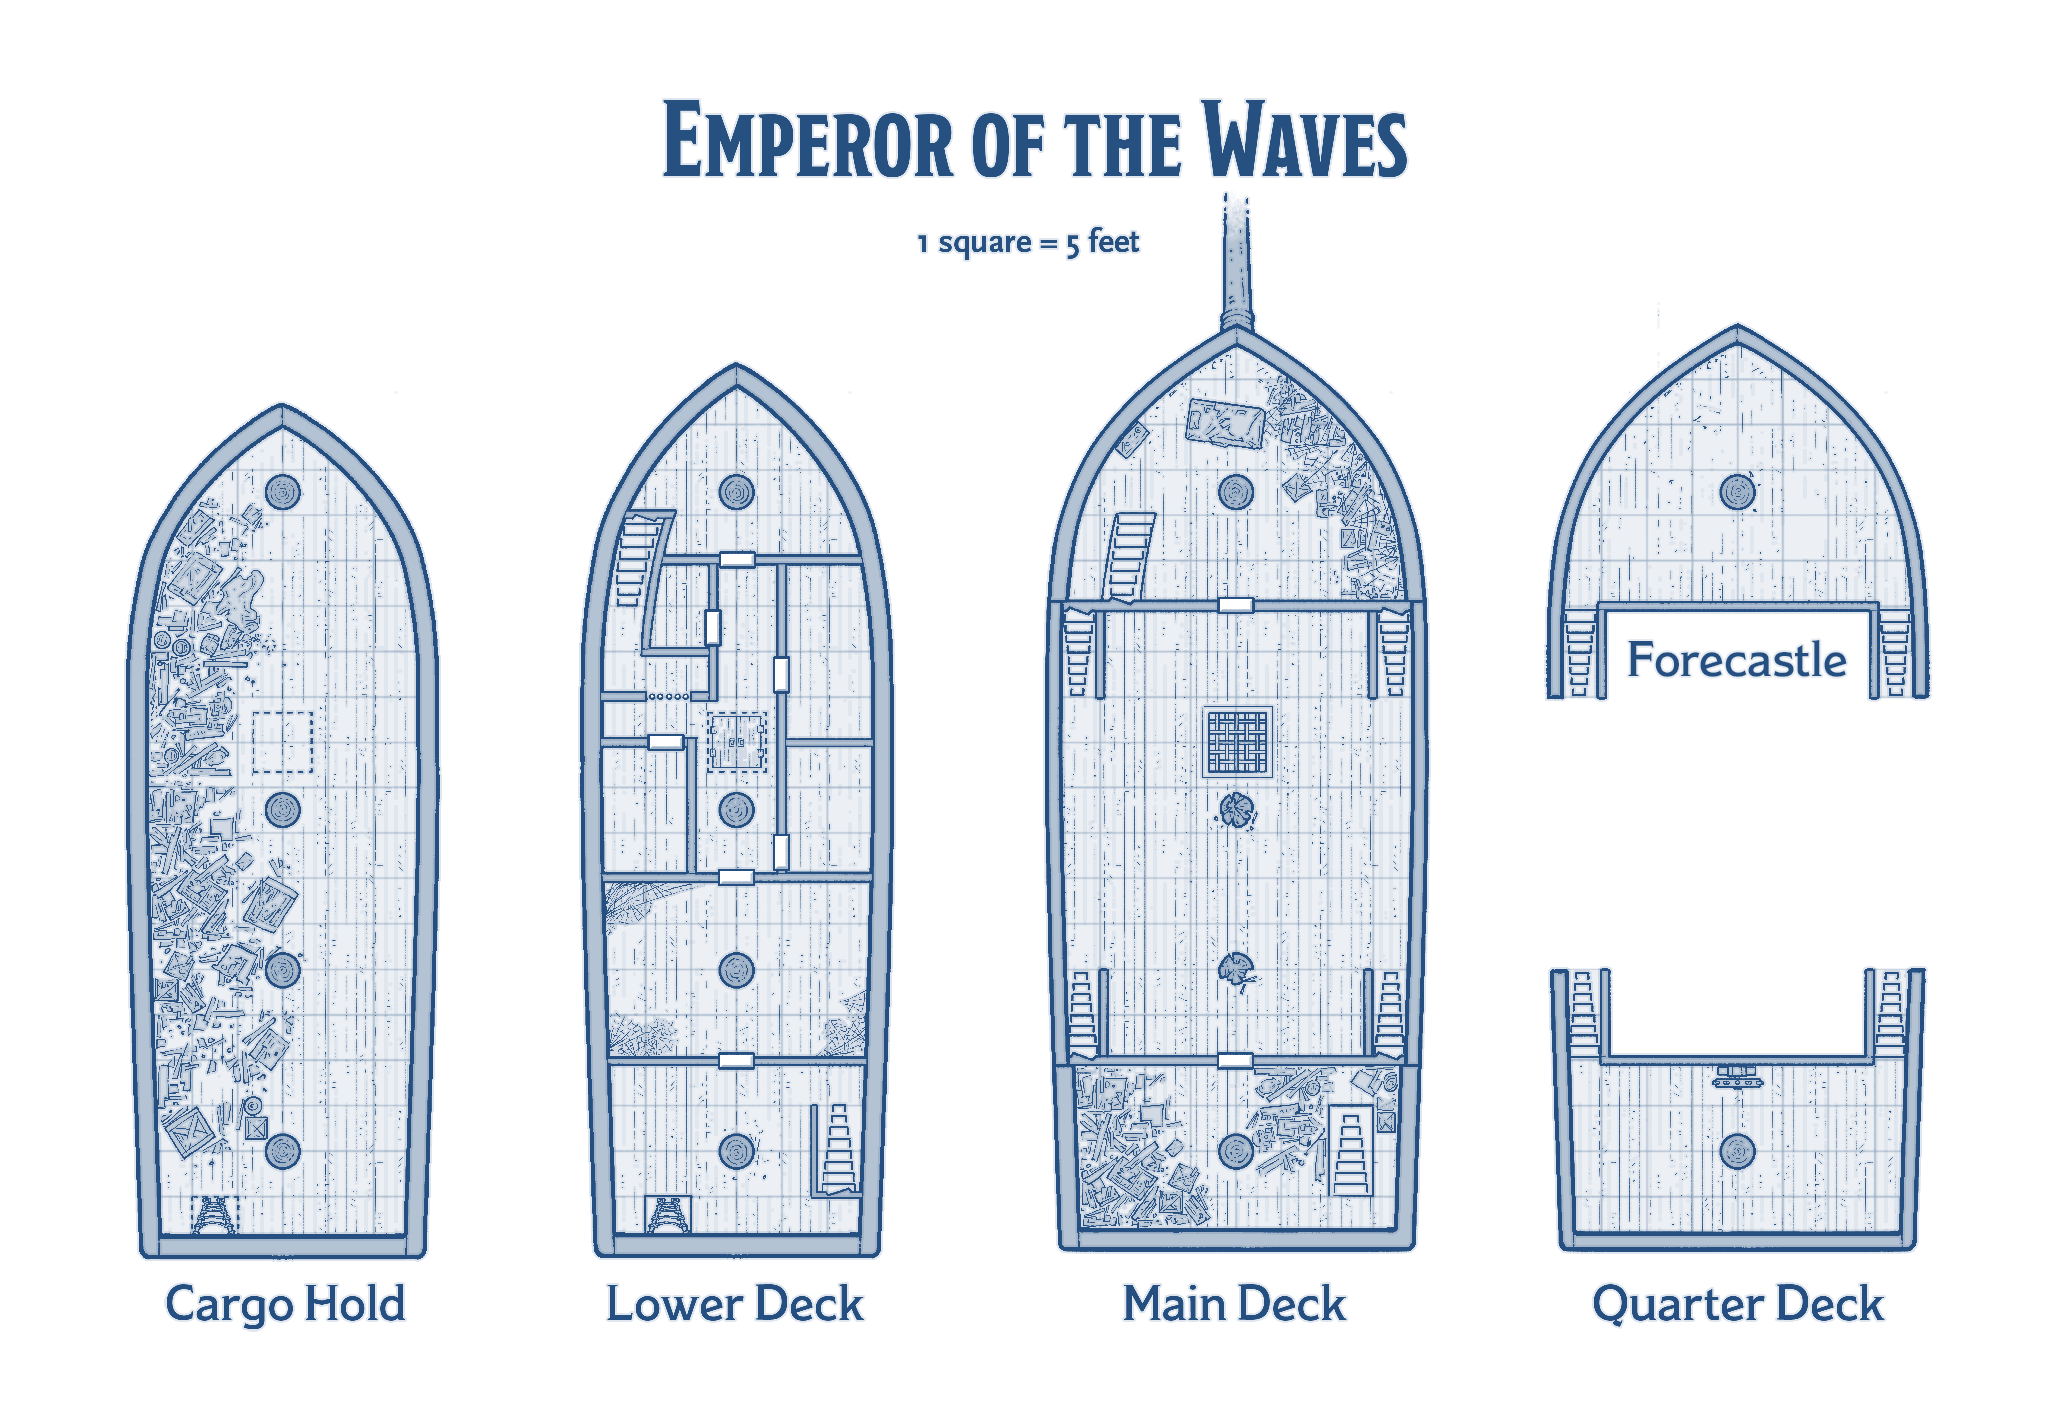 Emperor of the Waves
1 square = 5 feet
Forecastle
Cargo Hold
Lower Deck
Main Deck
Quarter Deck